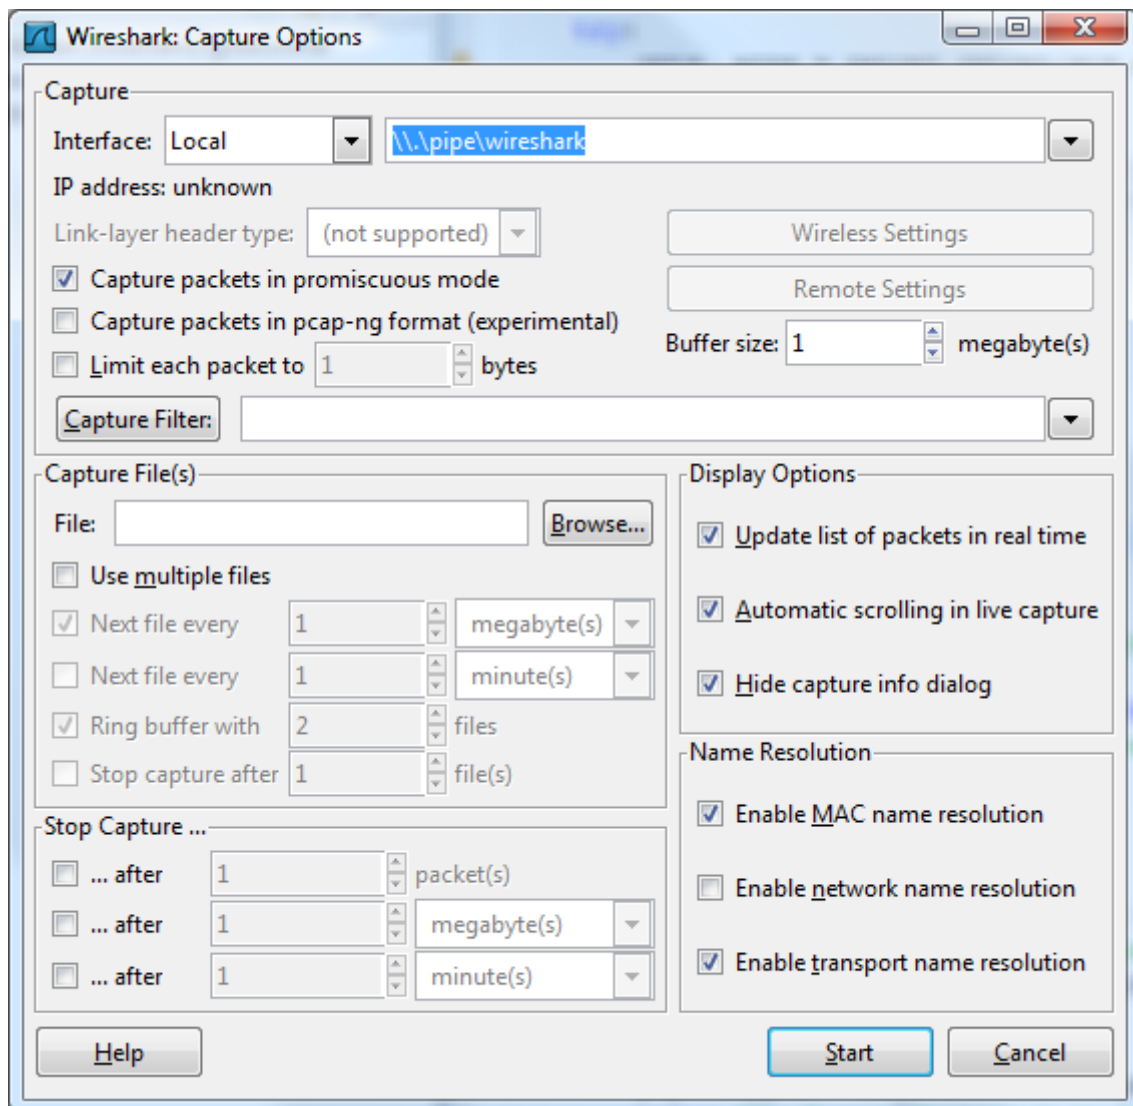 Wireshark: Capture Options
Capture
Interface: Local \\.\pipe\wireshark
IP address: unknown
Link-layer header type: (not supported) Wireless Settings
Capture packets in promiscuous mode Remote Settings
Capture packets in pcap-ng format (experimental)
Buffer size: 1 megabyte(s)
Limit each packet to 1 bytes
Capture Filter:
Capture File(s)
File: Browse...
Use multiple files
Next file every 1 megabyte(s)
Next file every 1 minute(s)
Ring buffer with 2 files
Stop capture after 1 file(s)
Stop Capture ...
... after 1 packet(s)
... after 1 megabyte(s)
... after 1 minute(s)
Display Options
Update list of packets in real time
Automatic scrolling in live capture
Hide capture info dialog
Name Resolution
Enable MAC name resolution
Enable network name resolution
Enable transport name resolution
Help Start Cancel